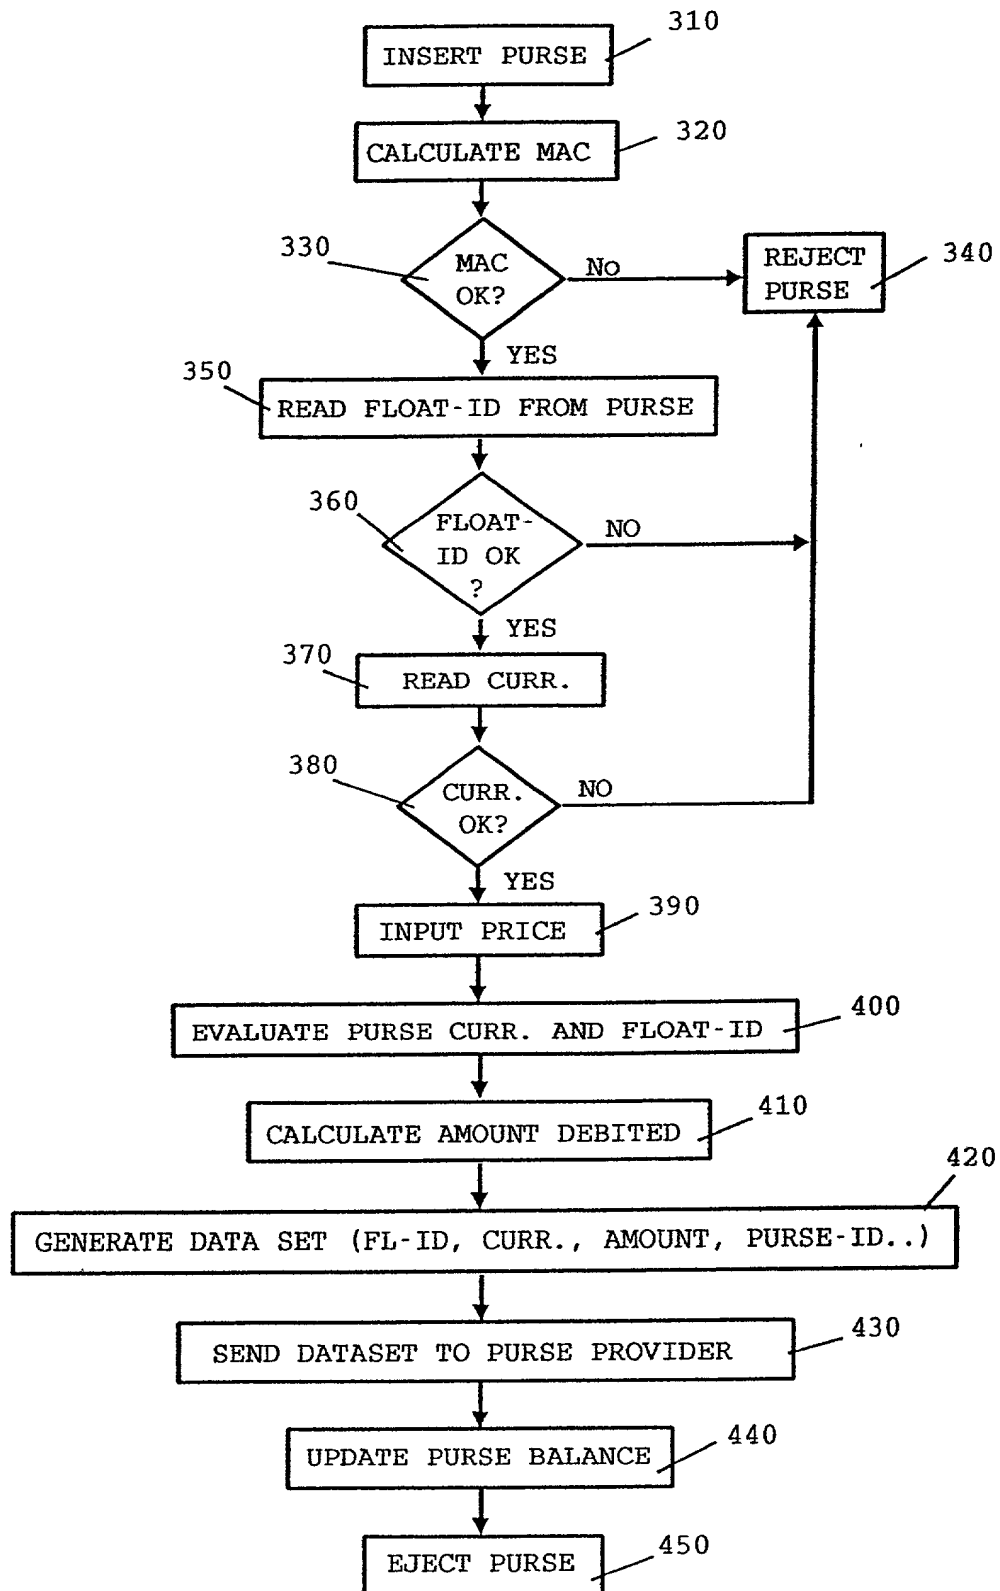 310
INSERT PURSE
320
CALCULATE MAC
330
MAC
OK?
No
REJECT
PURSE
340
YES
350
READ FLOAT-ID FROM PURSE
360
FLOAT-
ID OK
?
NO
YES
370
READ CURR.
380
CURR.
OK?
NO
YES
390
INPUT PRICE
400
EVALUATE PURSE CURR. AND FLOAT-ID
410
CALCULATE AMOUNT DEBITED
420
GENERATE DATA SET (FL-ID, CURR., AMOUNT, PURSE-ID..)
430
SEND DATASET TO PURSE PROVIDER
440
UPDATE PURSE BALANCE
450
EJECT PURSE